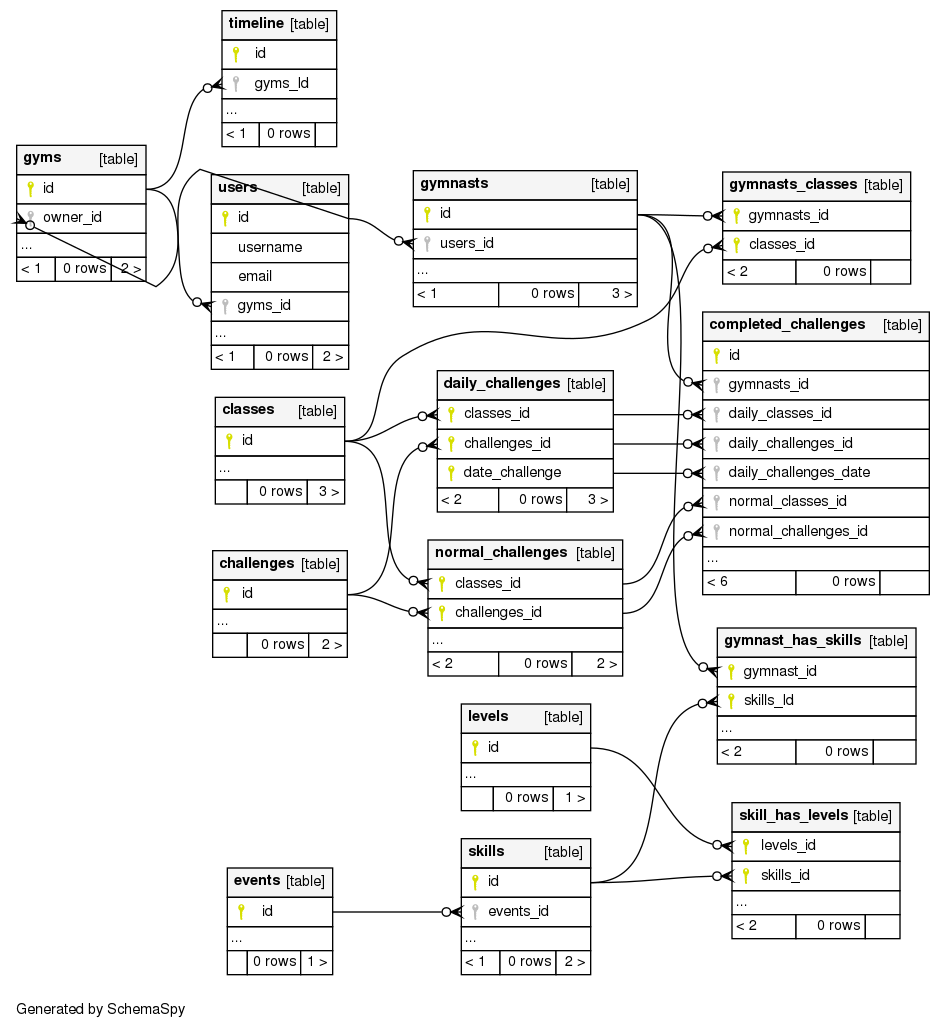 timeline [table]
id
gyms_Id
...
< 1 0 rows
gyms [table]
id
owner_id
...
< 1 0 rows 2 >
users [table]
id
username
email
gyms_id
...
< 1 0 rows 2 >
gymnasts [table]
id
users_id
...
< 1 0 rows 3 >
gymnasts_classes [table]
gymnasts_id
classes_id
< 2 0 rows
completed_challenges [table]
id
gymnasts_id
daily_classes_id
daily_challenges_id
daily_challenges_date
normal_classes_id
normal_challenges_id
...
< 6 0 rows
classes [table]
id
...
0 rows 3 >
daily_challenges [table]
classes_id
challenges_id
date_challenge
< 2 0 rows 3 >
challenges [table]
id
...
0 rows 2 >
normal_challenges [table]
classes_id
challenges_id
...
< 2 0 rows 2 >
gymnast_has_skills [table]
gymnast_id
skills_Id
...
< 2 0 rows
levels [table]
id
...
0 rows 1 >
skill_has_levels [table]
levels_id
skills_id
...
< 2 0 rows
events [table]
id
...
0 rows 1 >
skills [table]
id
events_id
...
< 1 0 rows 2 >
Generated by SchemaSpy